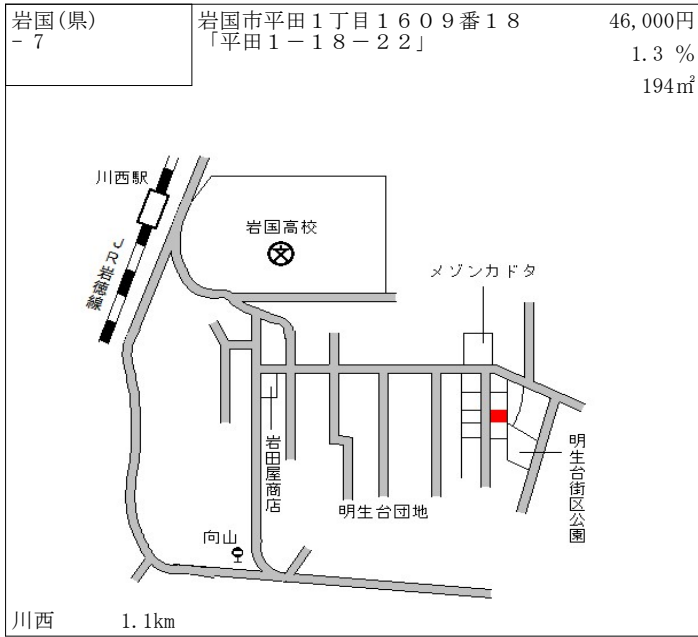 岩国(県)
－7
岩国市平田１丁目１６０９番１８
「平田１－１８－２２」
46,000円
1.3 %
194㎡
川西駅
岩国高校
JR岩徳線
メゾンカドタ
岩田屋商店
明生台団地
明生台街区公園
向山
川西 1.1km